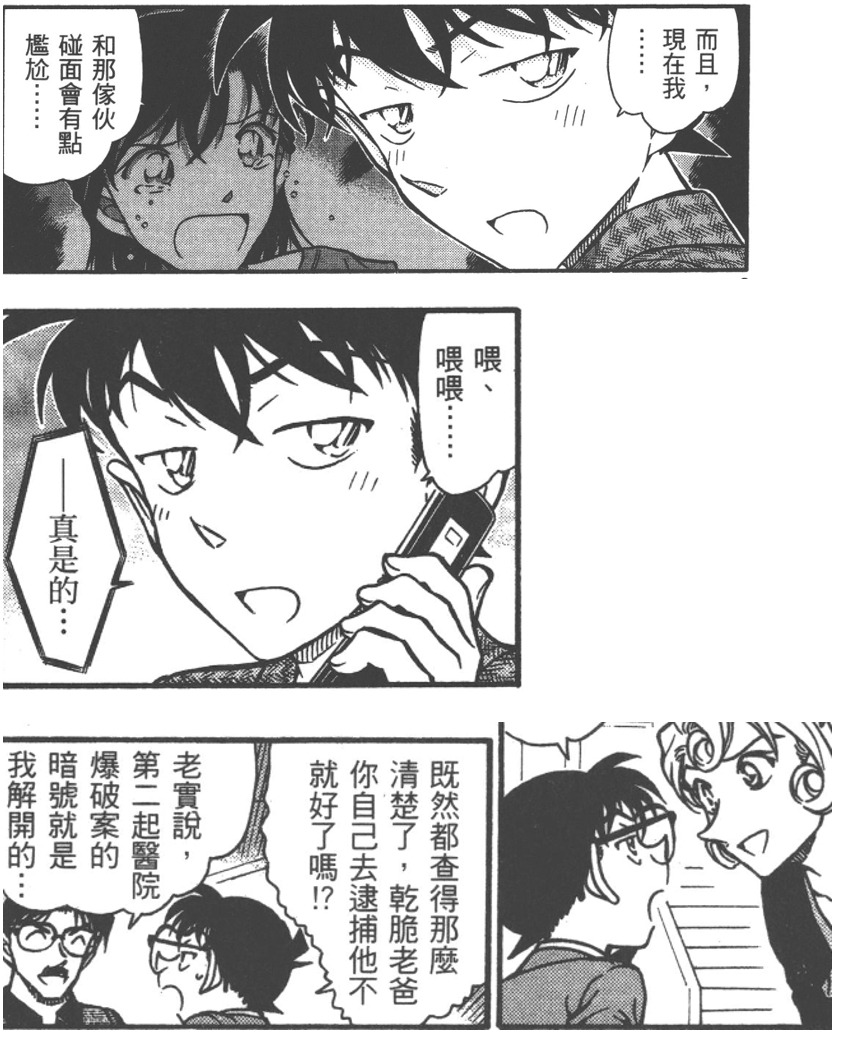 而且，
現在我
……
和那傢伙
碰面會有點
尷尬……
喂、
喂喂……
——真是的…
既然都查得那麼
清楚了，乾脆老爸
你自己去逮捕他不
就好了嗎!?
老實說，
第二起醫院
爆破案的
暗號就是
我解開的…